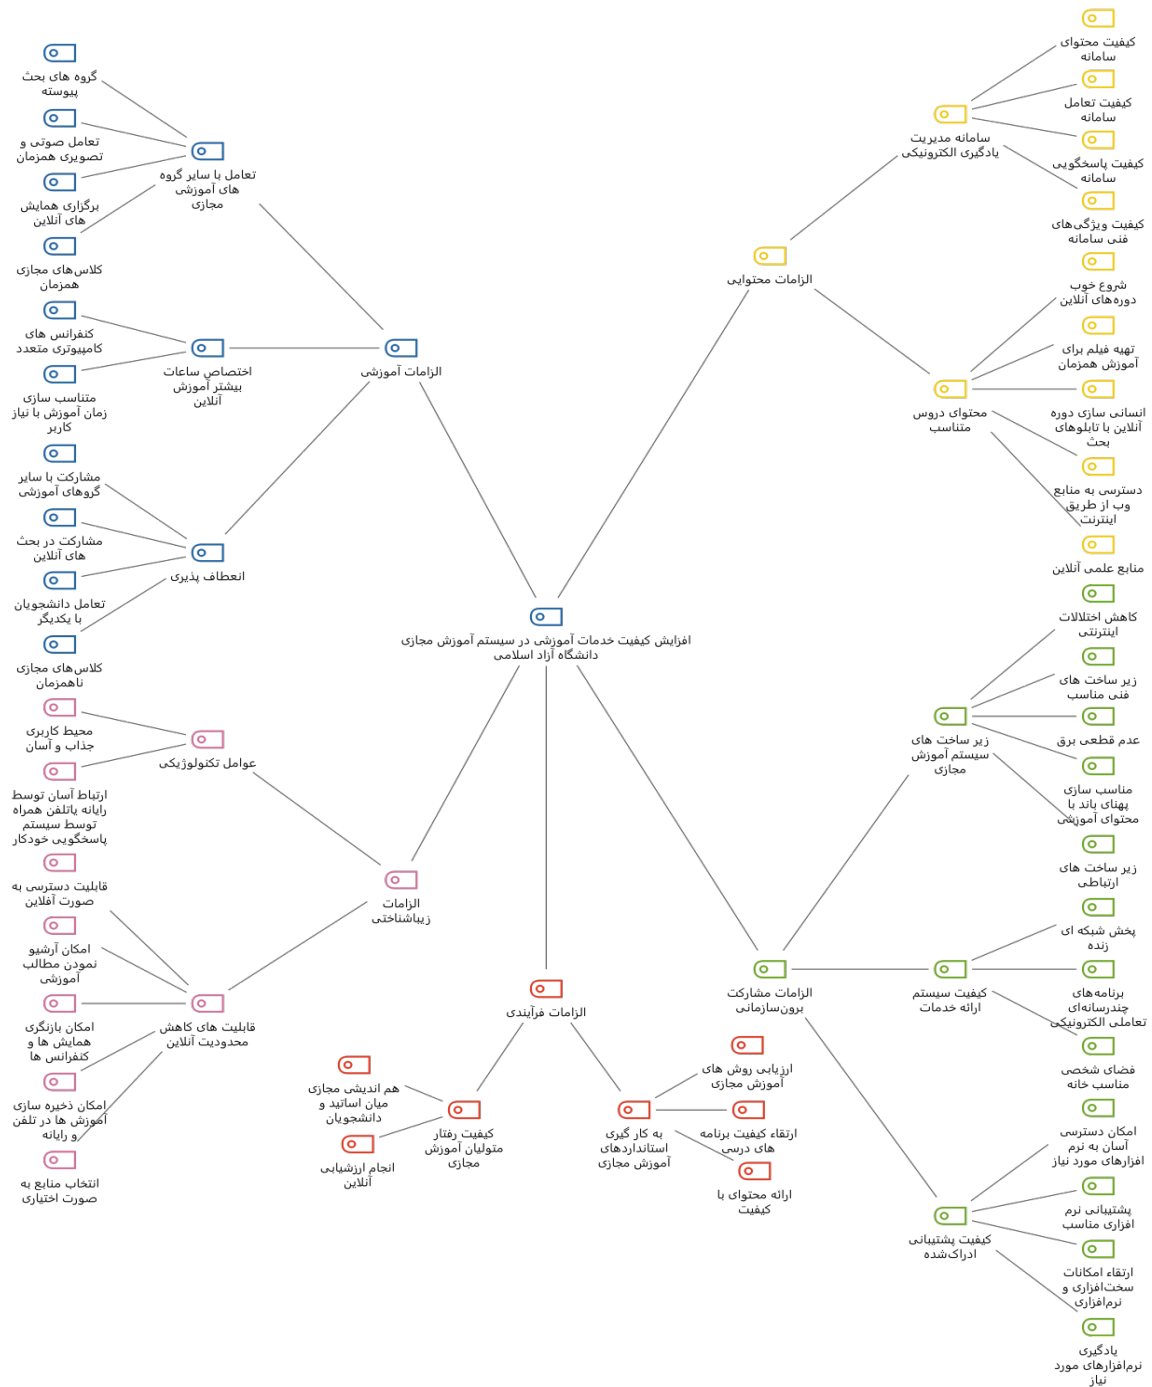 کیفیت محتوای
سامانه
کیفیت تعامل
سامانه
سامانه مدیریت
یادگیری الکترونیکی
کیفیت پاسخگویی
سامانه
کیفیت ویژگی‌های
فنی سامانه
الزامات محتوایی
شروع خوب
دوره‌های آنلاین
تهیه فیلم برای
آموزش همزمان
محتوای دروس
متناسب
انسانی سازی دوره
آنلاین با تابلوهای
بحث
دسترسی به منابع
وب از طریق
اینترنت
منابع علمی آنلاین
گروه های بحث
پیوسته
تعامل صوتی و
تصویری همزمان
تعامل با سایر گروه
های آموزشی
مجازی
برگزاری همایش
های آنلاین
کلاس‌های مجازی
همزمان
کنفرانس های
کامپیوتری متعدد
الزامات آموزشی
اختصاص ساعات
بیشتر آموزش
آنلاین
متناسب سازی
زمان آموزش با نیاز
کاربر
مشارکت با سایر
گروهای آموزشی
مشارکت در بحث
های آنلاین
انعطاف پذیری
تعامل دانشجویان
با یکدیگر
کلاس‌های مجازی
ناهمزمان
افزایش کیفیت خدمات آموزشی در سیستم آموزش مجازی
دانشگاه آزاد اسلامی
کاهش اختلالات
اینترنتی
زیر ساخت های
فنی مناسب
زیر ساخت های
سیستم آموزش
مجازی
عدم قطعی برق
مناسب سازی
پهنای باند با
محتوای آموزشی
زیر ساخت های
ارتباطی
پخش شبکه ای
زنده
الزامات مشارکت
برون‌سازمانی
کیفیت سیستم
ارائه خدمات
برنامه‌های
چندرسانه‌ای
تعاملی الکترونیکی
فضای شخصی
مناسب خانه
امکان دسترسی
آسان به نرم
افزارهای مورد نیاز
پشتیبانی نرم
افزاری مناسب
کیفیت پشتیبانی
ادراک‌شده
ارتقاء امکانات
سخت‌افزاری و
نرم‌افزاری
یادگیری
نرم‌افزارهای مورد
نیاز
محیط کاربری
جذاب و آسان
عوامل تکنولوژیکی
ارتباط آسان توسط
رایانه یاتلفن همراه
توسط سیستم
پاسخگویی خودکار
الزامات
زیباشناختی
قابلیت دسترسی به
صورت آفلاین
امکان آرشیو
نمودن مطالب
آموزشی
قابلیت های کاهش
محدودیت آنلاین
امکان بازنگری
همایش ها و
کنفرانس ها
امکان ذخیره سازی
آموزش ها در تلفن
و رایانه
انتخاب منابع به
صورت اختیاری
الزامات فرآیندی
هم اندیشی مجازی
میان اساتید و
دانشجویان
کیفیت رفتار
متولیان آموزش
مجازی
انجام ارزشیابی
آنلاین
ارزیابی روش های
آموزش مجازی
به کار گیری
استانداردهای
آموزش مجازی
ارتقاء کیفیت برنامه
های درسی
ارائه محتوای با
کیفیت